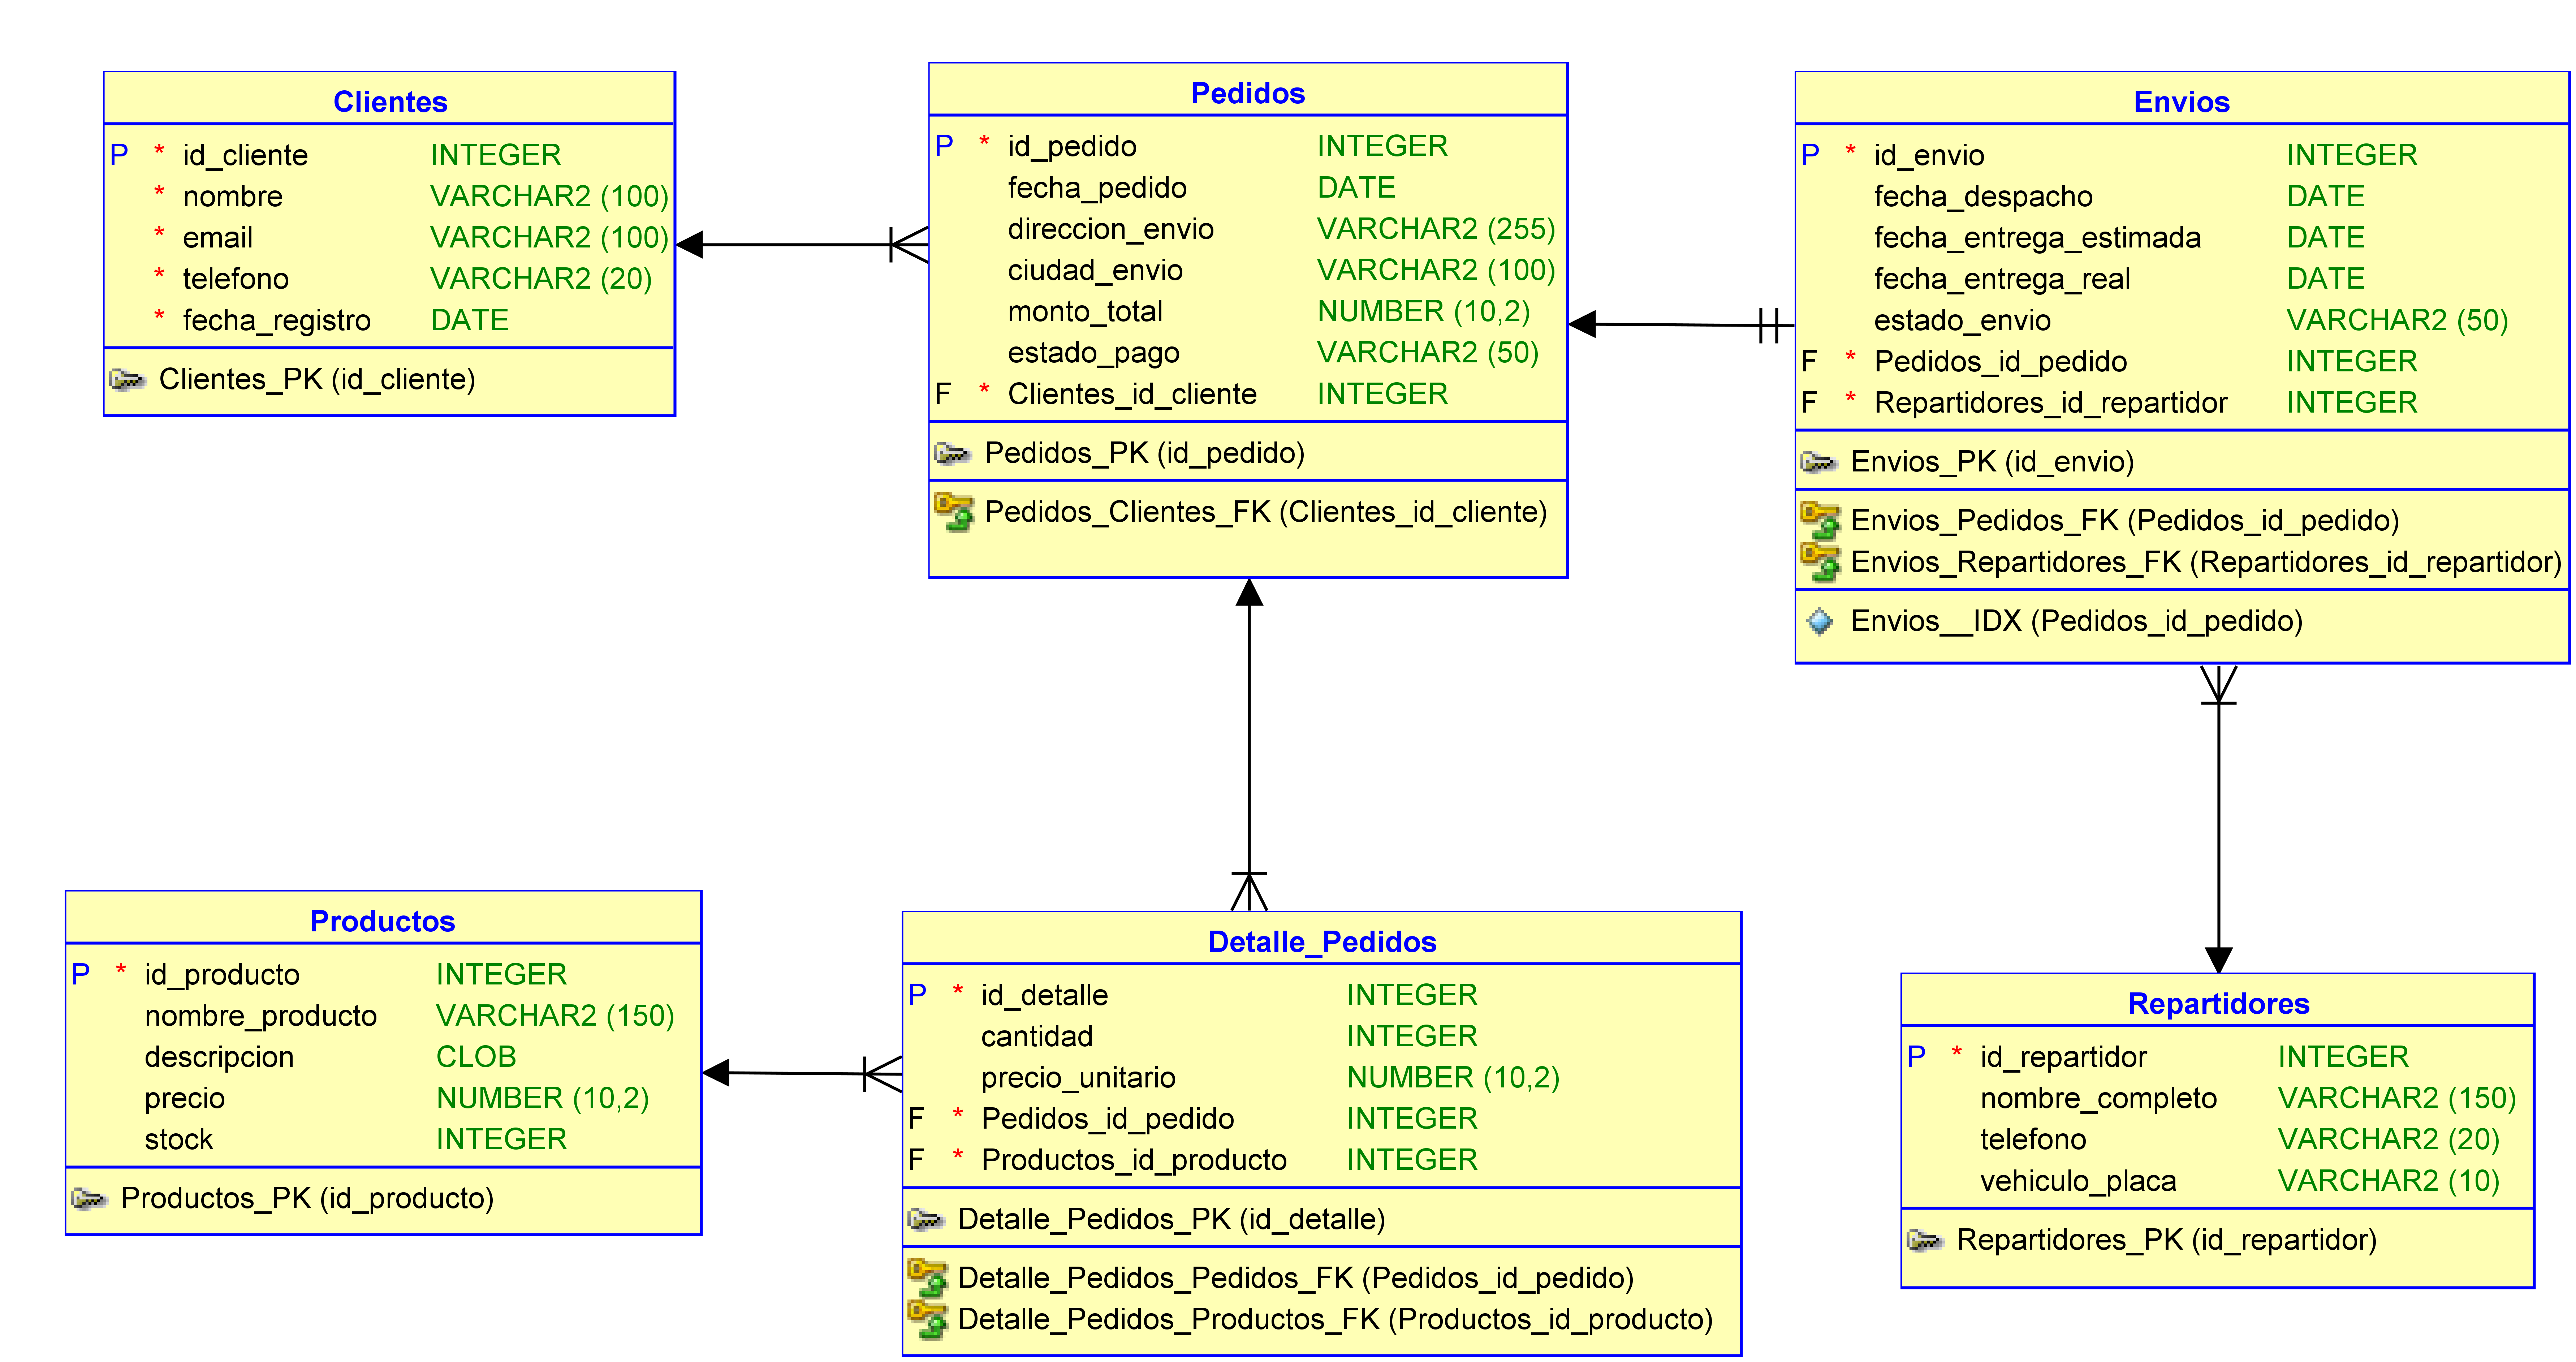 Clientes
P * id_cliente INTEGER
* nombre VARCHAR2 (100)
* email VARCHAR2 (100)
* telefono VARCHAR2 (20)
* fecha_registro DATE
Clientes_PK (id_cliente)
Pedidos
P * id_pedido INTEGER
fecha_pedido DATE
direccion_envio VARCHAR2 (255)
ciudad_envio VARCHAR2 (100)
monto_total NUMBER (10,2)
estado_pago VARCHAR2 (50)
F * Clientes_id_cliente INTEGER
Pedidos_PK (id_pedido)
Pedidos_Clientes_FK (Clientes_id_cliente)
Envios
P * id_envio INTEGER
fecha_despacho DATE
fecha_entrega_estimada DATE
fecha_entrega_real DATE
estado_envio VARCHAR2 (50)
F * Pedidos_id_pedido INTEGER
F * Repartidores_id_repartidor INTEGER
Envios_PK (id_envio)
Envios_Pedidos_FK (Pedidos_id_pedido)
Envios_Repartidores_FK (Repartidores_id_repartidor)
Envios__IDX (Pedidos_id_pedido)
Productos
P * id_producto INTEGER
nombre_producto VARCHAR2 (150)
descripcion CLOB
precio NUMBER (10,2)
stock INTEGER
Productos_PK (id_producto)
Detalle_Pedidos
P * id_detalle INTEGER
cantidad INTEGER
precio_unitario NUMBER (10,2)
F * Pedidos_id_pedido INTEGER
F * Productos_id_producto INTEGER
Detalle_Pedidos_PK (id_detalle)
Detalle_Pedidos_Pedidos_FK (Pedidos_id_pedido)
Detalle_Pedidos_Productos_FK (Productos_id_producto)
Repartidores
P * id_repartidor INTEGER
nombre_completo VARCHAR2 (150)
telefono VARCHAR2 (20)
vehiculo_placa VARCHAR2 (10)
Repartidores_PK (id_repartidor)